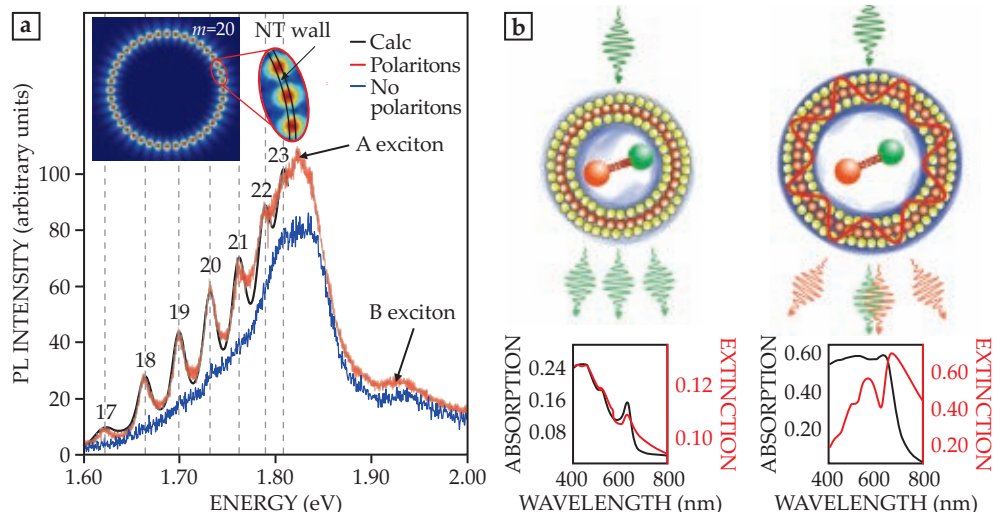 a
m=20
NT wall
Calc
Polaritons
No
polaritons
A exciton
B exciton
17
18
19
20
21
22
23
PL INTENSITY (arbitrary units)
100
80
60
40
20
0
1.60
1.70
1.80
1.90
2.00
ENERGY (eV)
b
ABSORPTION
0.24
0.16
0.08
0.12
0.10
EXTINCTION
400
800
WAVELENGTH (nm)
ABSORPTION
0.60
0.40
0.20
0.60
0.40
0.20
EXTINCTION
400
800
WAVELENGTH (nm)